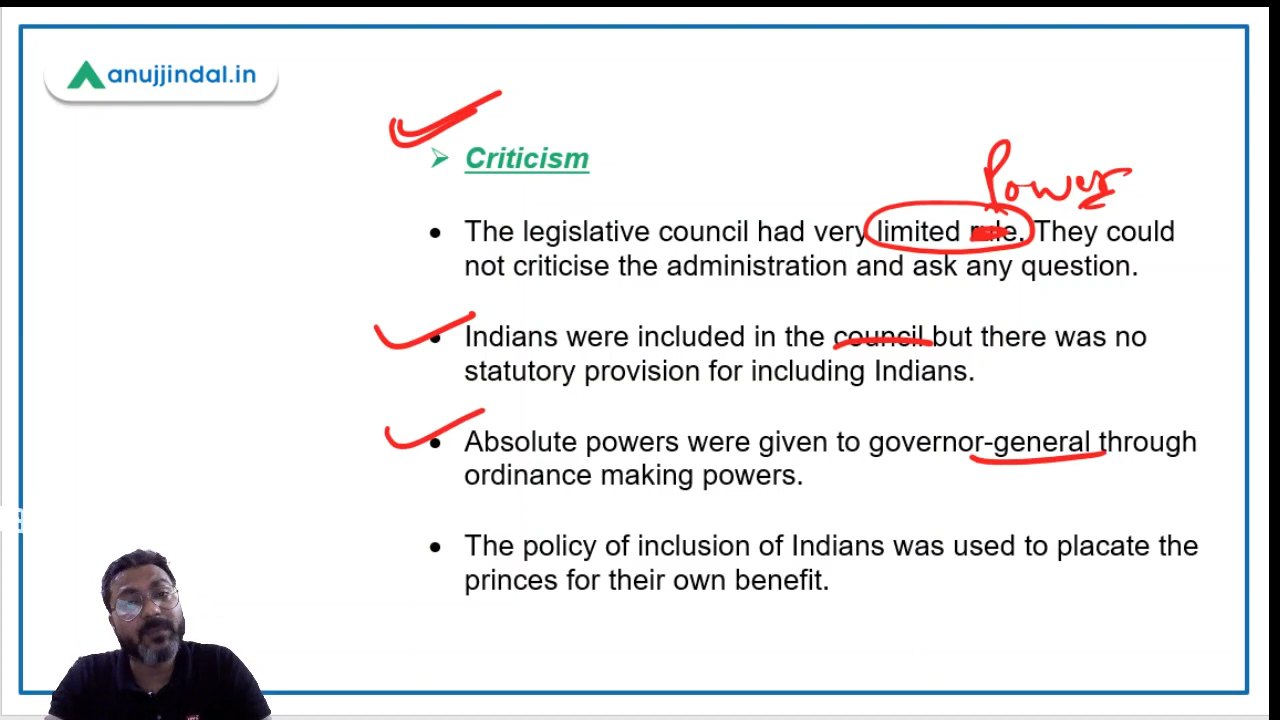 anujjindal.in
Criticism
Power
The legislative council had very limited rule. They could
not criticise the administration and ask any question.
Indians were included in the council but there was no
statutory provision for including Indians.
Absolute powers were given to governor-general through
ordinance making powers.
The policy of inclusion of Indians was used to placate the
princes for their own benefit.